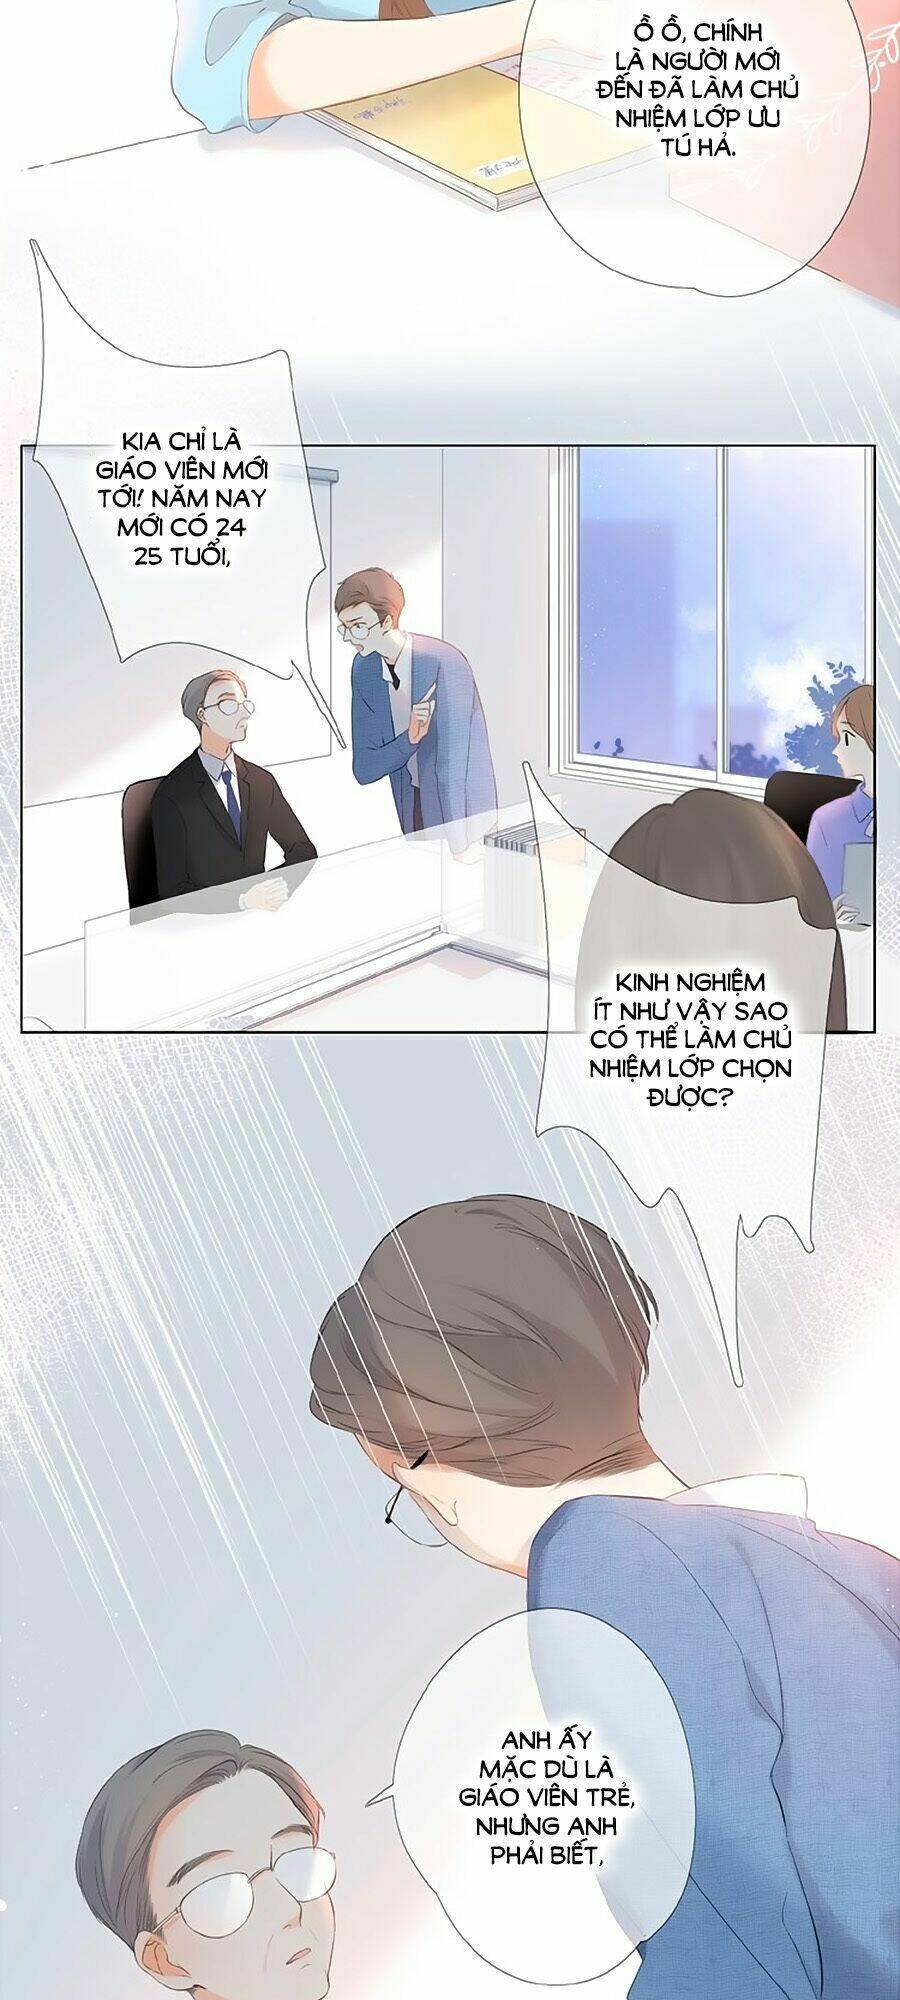 Ồ Ồ, CHÍNH
LÀ NGƯỜI MỚI
ĐẾN ĐÃ LÀM CHỦ
NHIỆM LỚP ƯU
TÚ HẢ.
KIA CHỈ LÀ
GIÁO VIÊN MỚI
TỚI! NĂM NAY
MỚI CÓ 24
25 TUỔI,
KINH NGHIỆM
ÍT NHƯ VẬY SAO
CÓ THỂ LÀM CHỦ
NHIỆM LỚP CHỌN
ĐƯỢC?
ANH ẤY
MẶC DÙ LÀ
GIÁO VIÊN TRẺ,
NHƯNG ANH
PHẢI BIẾT,